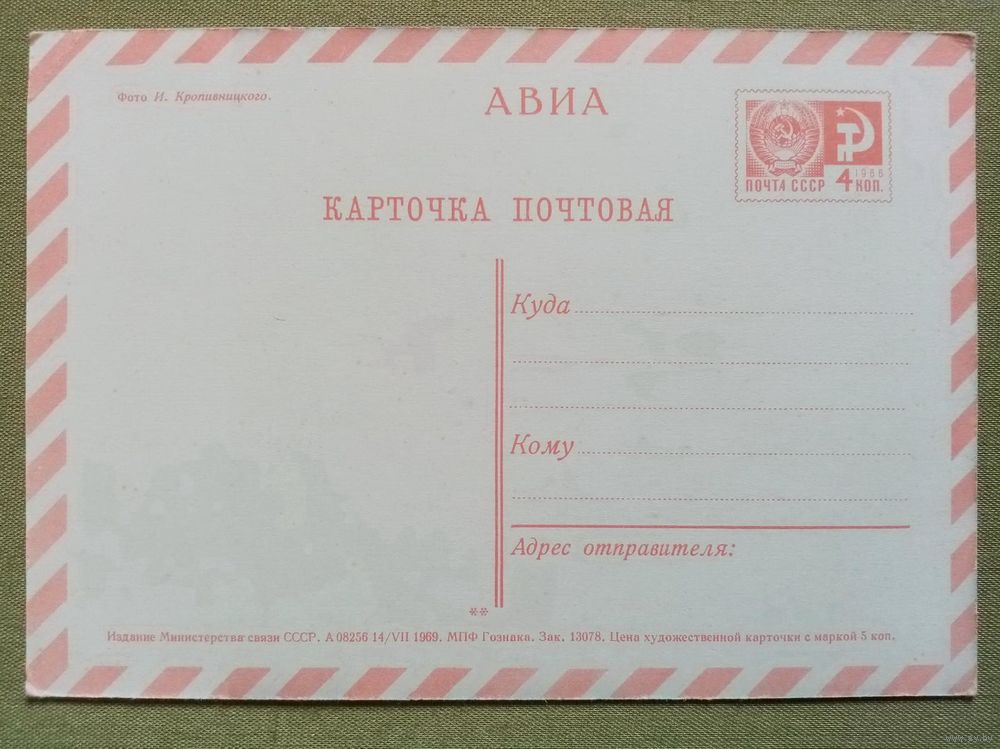 Фото И. Кропивницкого.
АВИА
ПОЧТА СССР
1966
4 КОП.
КАРТОЧКА ПОЧТОВАЯ
Куда
Кому
Адрес отправителя:
**
Издание Министерства связи СССР. А 08256 14/VII 1969. МПФ Гознака. Зак. 13078. Цена художественной карточки с маркой 5 коп.